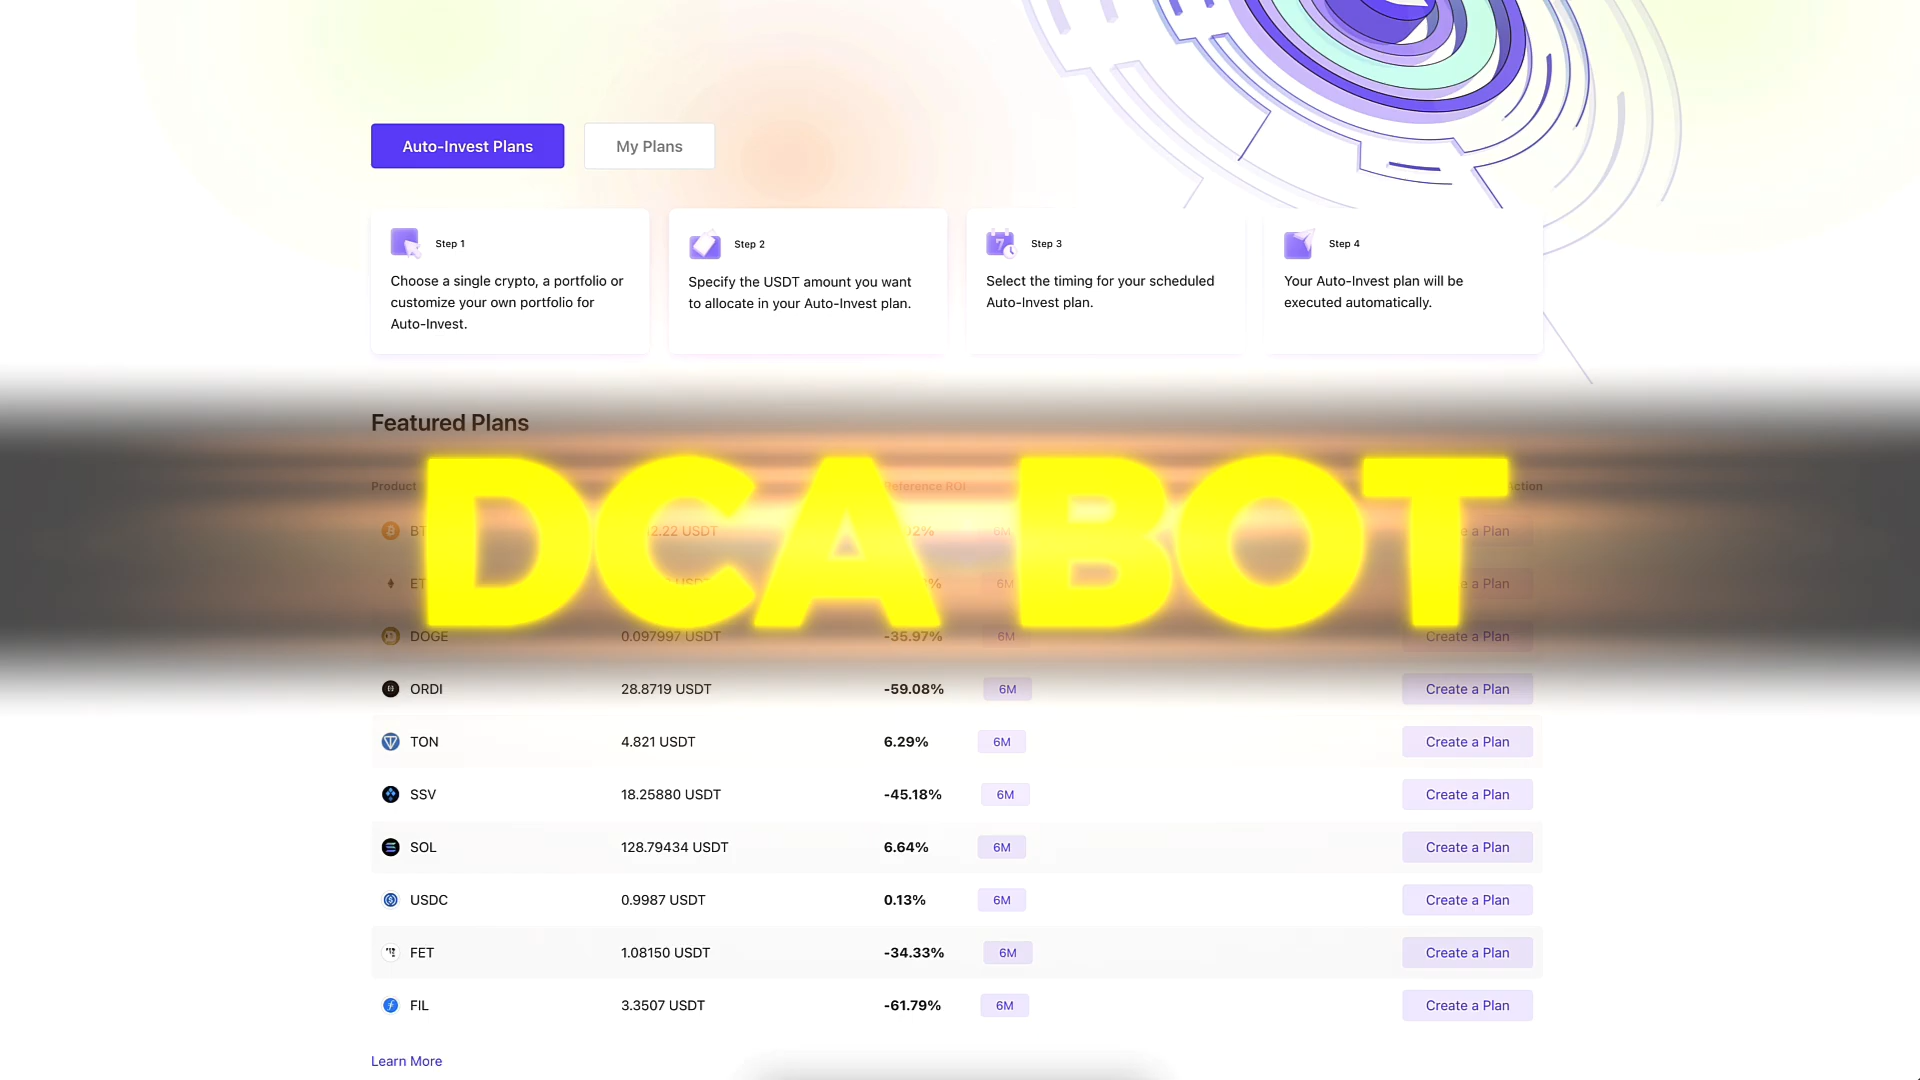 Auto-Invest Plans
My Plans
Step 1
Choose a single crypto, a portfolio or
customize your own portfolio for
Auto-Invest.
Step 2
Specify the USDT amount you want
to allocate in your Auto-Invest plan.
Step 3
Select the timing for your scheduled
Auto-Invest plan.
Step 4
Your Auto-Invest plan will be
executed automatically.
Featured Plans
DCA BOT
Product Reference ROI
6M
6M
DOGE 0.097997 USDT -35.97% 6M Create a Plan
ORDI 28.8719 USDT -59.08% 6M Create a Plan
TON 4.821 USDT 6.29% 6M Create a Plan
SSV 18.25880 USDT -45.18% 6M Create a Plan
SOL 128.79434 USDT 6.64% 6M Create a Plan
USDC 0.9987 USDT 0.13% 6M Create a Plan
FET 1.08150 USDT -34.33% 6M Create a Plan
FIL 3.3507 USDT -61.79% 6M Create a Plan
Learn More